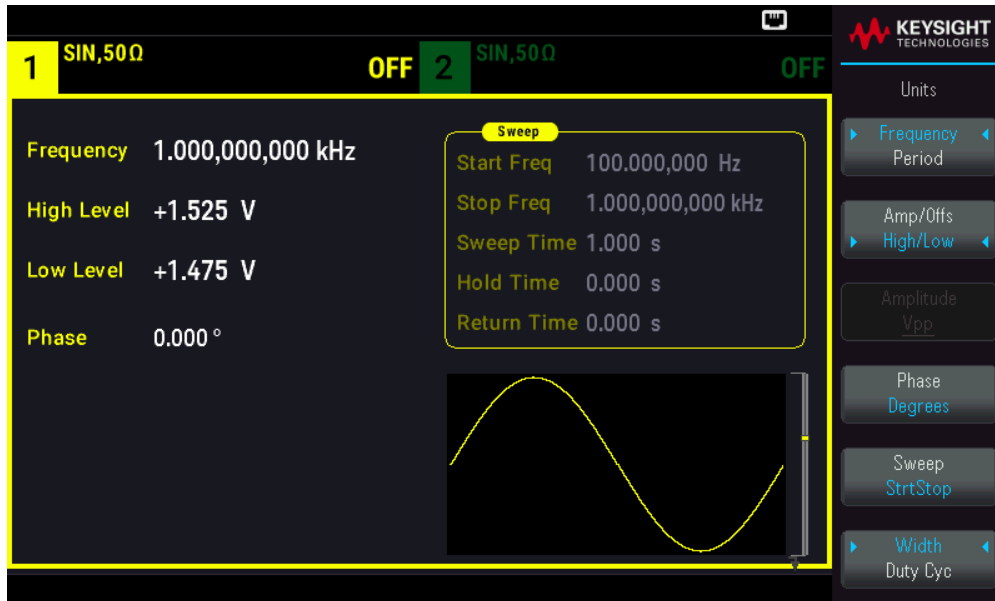 KEYSIGHT
TECHNOLOGIES
1 SIN,50Ω OFF 2 SIN,50Ω OFF
Units
Frequency 1.000,000,000 kHz
High Level +1.525 V
Low Level +1.475 V
Phase 0.000 °
Sweep
Start Freq 100.000,000 Hz
Stop Freq 1.000,000,000 kHz
Sweep Time 1.000 s
Hold Time 0.000 s
Return Time 0.000 s
Frequency
Period
Amp/Offs
High/Low
Amplitude
Vpp
Phase
Degrees
Sweep
StrtStop
Width
Duty Cyc